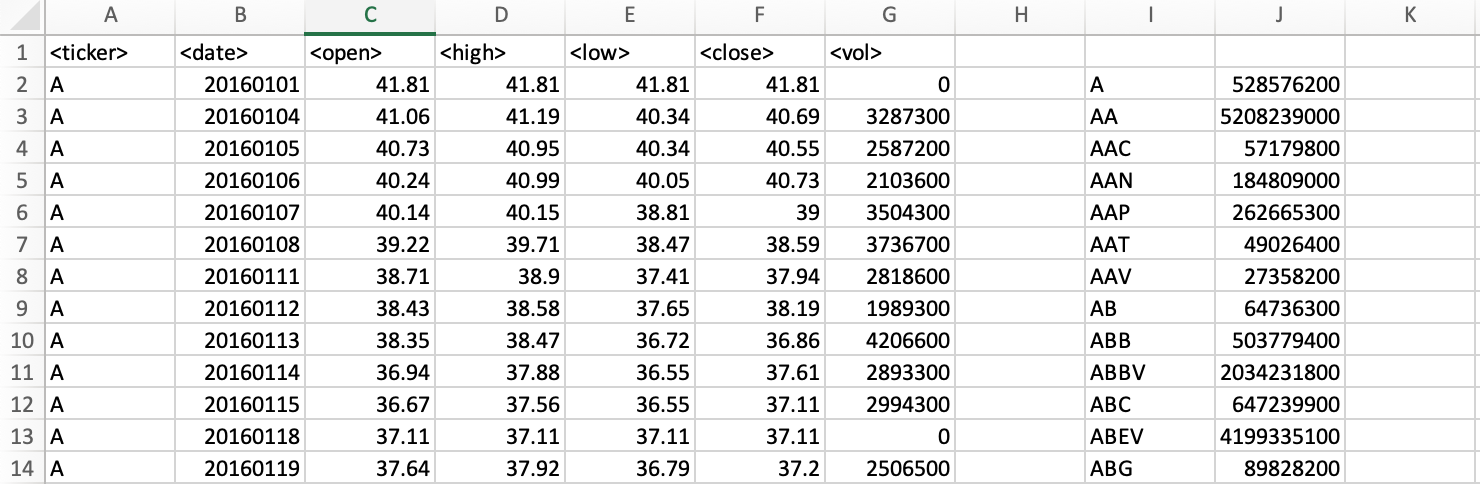 A B C D E F G H I J K
1 <ticker> <date> <open> <high> <low> <close> <vol>
2 A 20160101 41.81 41.81 41.81 41.81 0 A 528576200
3 A 20160104 41.06 41.19 40.34 40.69 3287300 AA 5208239000
4 A 20160105 40.73 40.95 40.34 40.55 2587200 AAC 57179800
5 A 20160106 40.24 40.99 40.05 40.73 2103600 AAN 184809000
6 A 20160107 40.14 40.15 38.81 39 3504300 AAP 262665300
7 A 20160108 39.22 39.71 38.47 38.59 3736700 AAT 49026400
8 A 20160111 38.71 38.9 37.41 37.94 2818600 AAV 27358200
9 A 20160112 38.43 38.58 37.65 38.19 1989300 AB 64736300
10 A 20160113 38.35 38.47 36.72 36.86 4206600 ABB 503779400
11 A 20160114 36.94 37.88 36.55 37.61 2893300 ABBV 2034231800
12 A 20160115 36.67 37.56 36.55 37.11 2994300 ABC 647239900
13 A 20160118 37.11 37.11 37.11 37.11 0 ABEV 4199335100
14 A 20160119 37.64 37.92 36.79 37.2 2506500 ABG 89828200